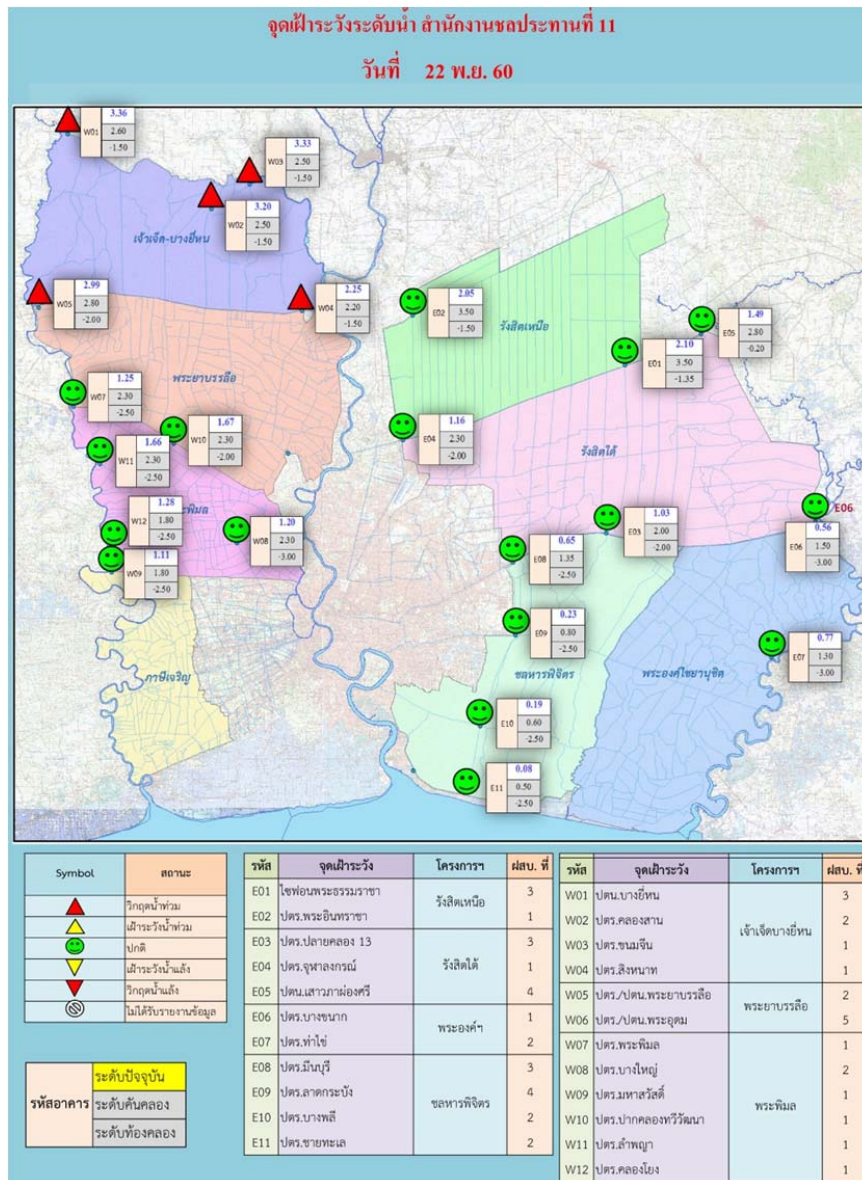 จุดเฝ้าระวังระดับน้ำ สำนักงานชลประทานที่ 11
วันที่ 22 พ.ย. 60
W01 3.36 2.60 -1.50
W03 3.33 2.50 -1.50
W02 3.20 2.50 -1.50
เจ้าเจ็ด-บางยี่หน
W05 2.99 2.80 -2.00
W04 2.25 2.20 -1.50
E02 2.05 3.50 -1.50
รังสิตเหนือ
E05 1.49 2.80 -0.20
E01 2.10 3.50 -1.35
พระยาบรรลือ
W07 1.25 2.30 -2.50
W10 1.67 2.30 -2.00
W11 1.66 2.30 -2.50
E04 1.16 2.30 -2.00
รังสิตใต้
W12 1.28 1.80 -2.50
ะพิมล
W08 1.20 2.30 -3.00
W09 1.11 1.80 -2.50
E03 1.03 2.00 -2.00
E06
E06 0.56 1.50 -3.00
E08 0.65 1.35 -2.50
E09 0.23 0.80 -2.50
E07 0.77 1.30 -3.00
ภาษีเจริญ
ชลหารพิจิตร
พระองค์ไชยานุชิต
E10 0.19 0.60 -2.50
E11 0.08 0.50 -2.50
Symbol สถานะ
วิกฤตน้ำท่วม
เฝ้าระวังน้ำท่วม
ปกติ
เฝ้าระวังน้ำแล้ง
วิกฤตน้ำแล้ง
ไม่ได้รับรายงานข้อมูล
รหัสอาคาร
ระดับปัจจุบัน
ระดับคันคลอง
ระดับท้องคลอง
รหัส จุดเฝ้าระวัง โครงการฯ ฝสบ. ที่
E01 ไซฟอนพระธรรมราชา รังสิตเหนือ 3
E02 ปตร.พระอินทราชา 1
E03 ปตร.ปลายคลอง 13 รังสิตใต้ 3
E04 ปตร.จุฬาลงกรณ์ 1
E05 ปตน.เสาวภาผ่องศรี 4
E06 ปตร.บางขนาก พระองค์ฯ 1
E07 ปตร.ท่าไข่ 2
E08 ปตร.มีนบุรี ชลหารพิจิตร 3
E09 ปตร.ลาดกระบัง 4
E10 ปตร.บางพลี 2
E11 ปตร.ชายทะเล 2
รหัส จุดเฝ้าระวัง โครงการฯ ฝสบ. ที่
W01 ปตน.บางยี่หน เจ้าเจ็ดบางยี่หน 3
W02 ปตร.คลองสาน 2
W03 ปตร.ขนมจีน 1
W04 ปตร.สิงหนาท 1
W05 ปตร./ปตน.พระยาบรรลือ พระยาบรรลือ 2
W06 ปตร./ปตน.พระอุดม 5
W07 ปตร.พระพิมล พระพิมล 1
W08 ปตร.บางใหญ่ 2
W09 ปตร.มหาสวัสดิ์ 1
W10 ปตร.ปากคลองทวีวัฒนา 1
W11 ปตร.ลำพญา 1
W12 ปตร.คลองโยง 1